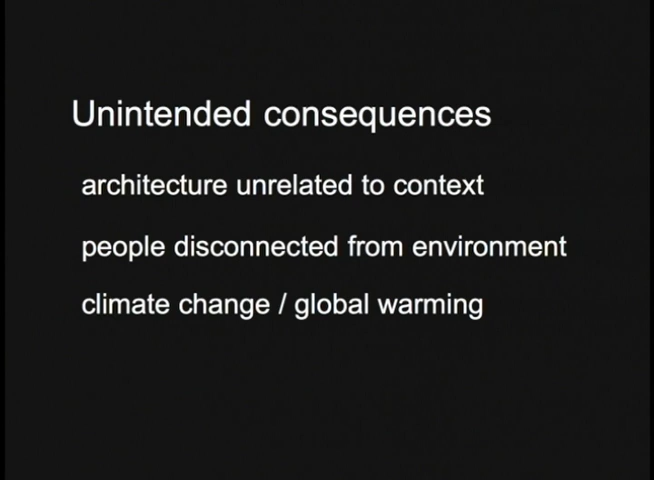 Unintended consequences
architecture unrelated to context
people disconnected from environment
climate change / global warming